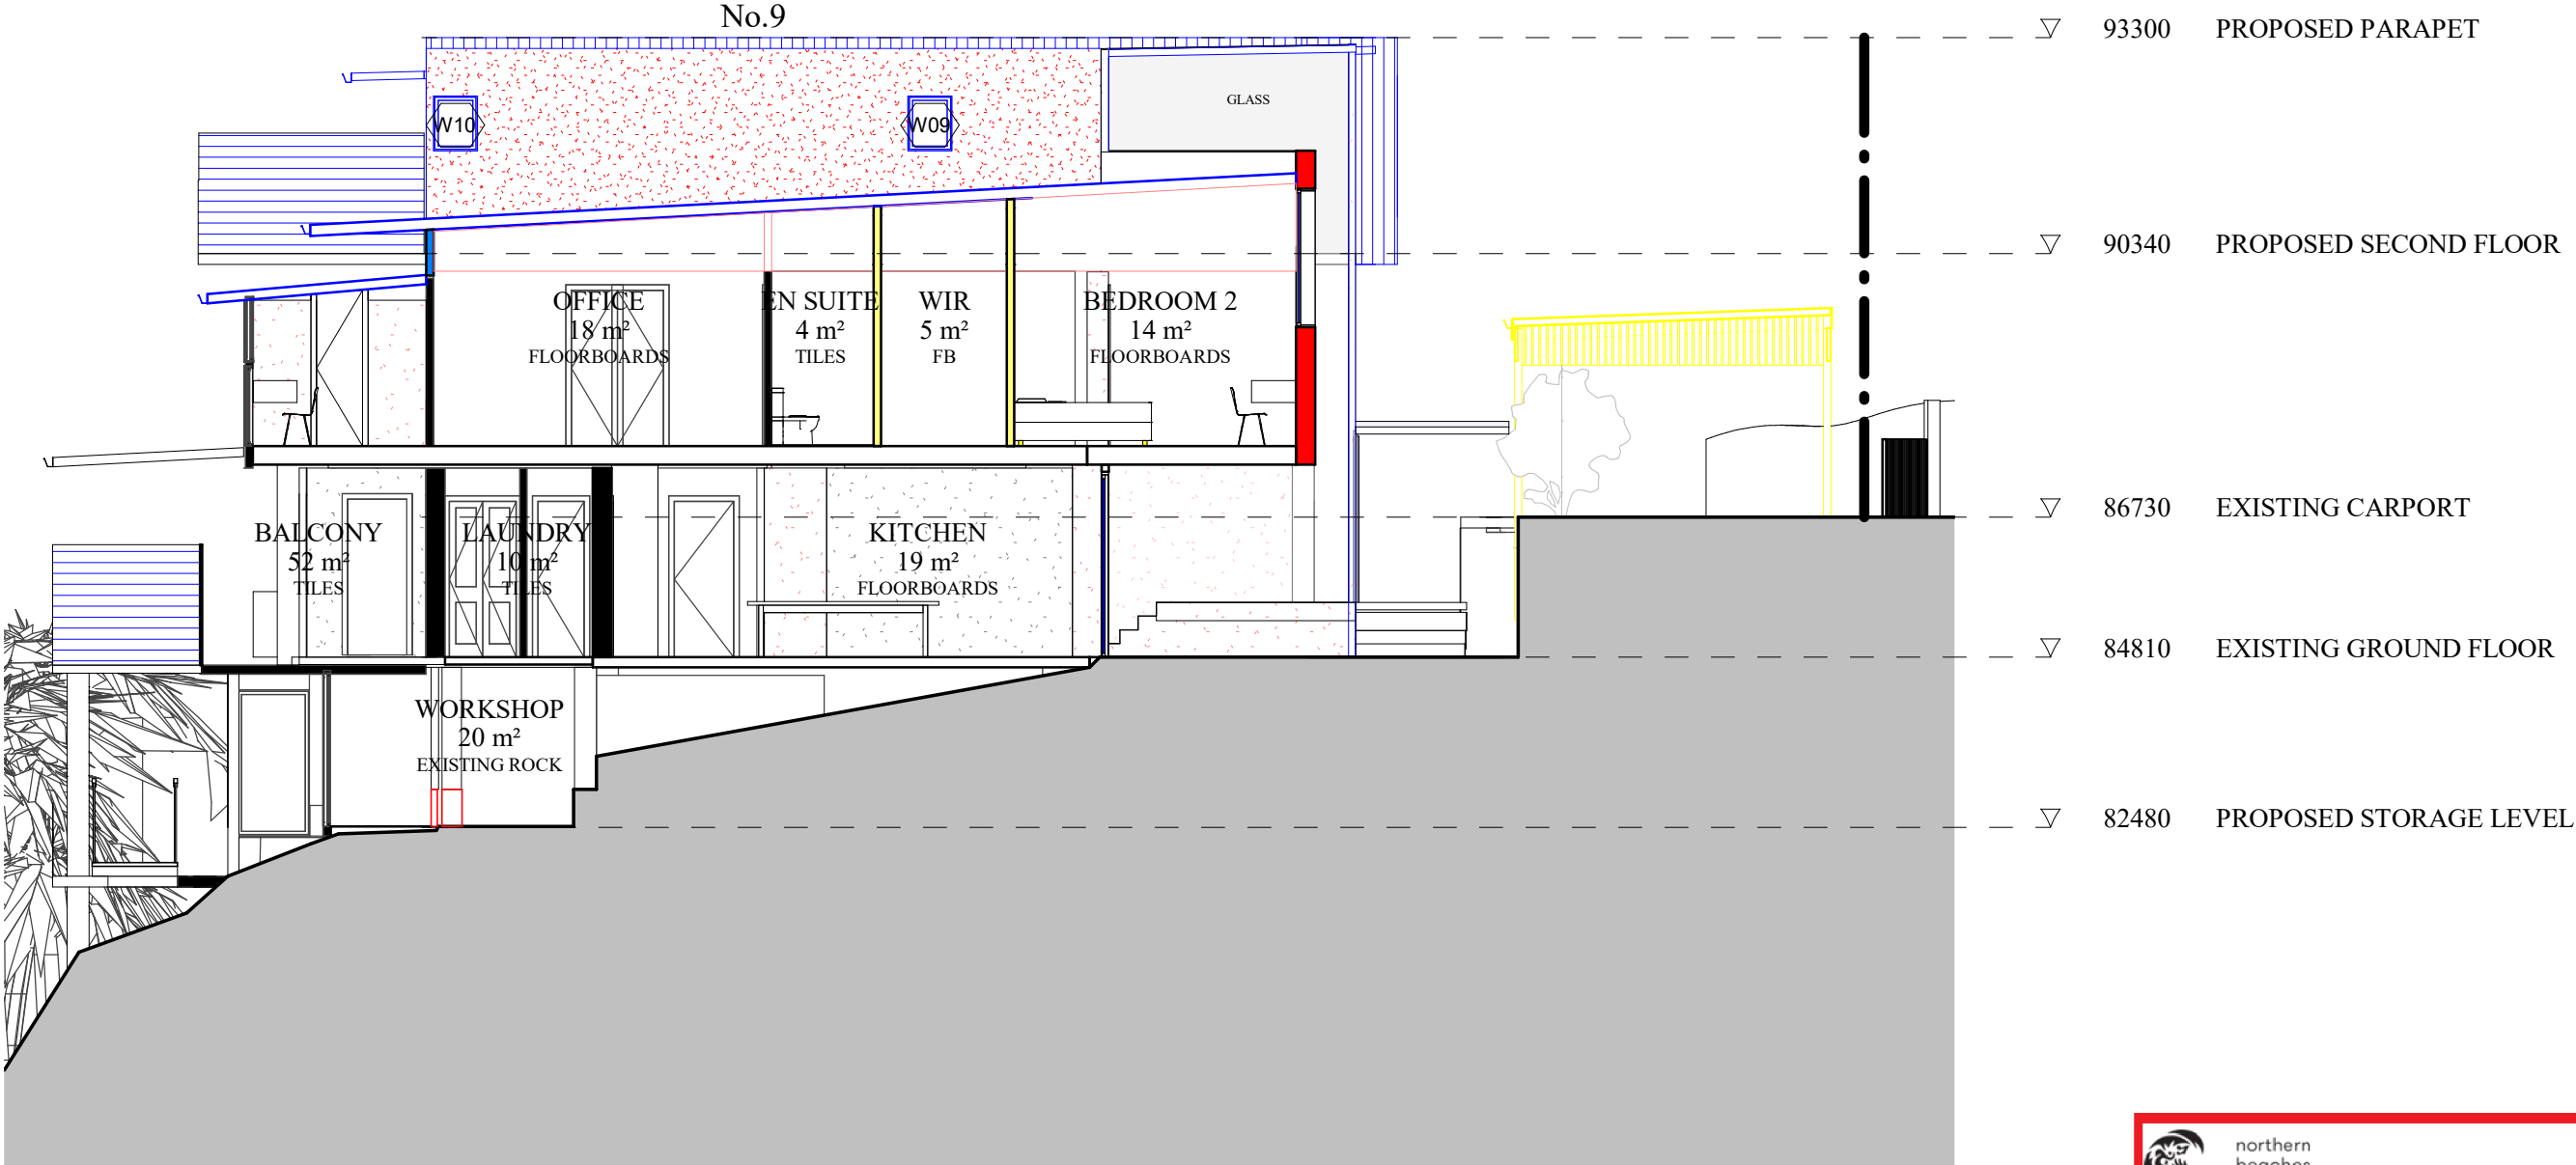 No.9
93300 PROPOSED PARAPET
GLASS
W10
W09
90340 PROPOSED SECOND FLOOR
OFFICE
18 m²
FLOORBOARDS
EN SUITE
4 m²
TILES
WIR
5 m²
FB
BEDROOM 2
14 m²
FLOORBOARDS
86730 EXISTING CARPORT
BALCONY
52 m²
TILES
LAUNDRY
10 m²
TILES
KITCHEN
19 m²
FLOORBOARDS
84810 EXISTING GROUND FLOOR
WORKSHOP
20 m²
EXISTING ROCK
82480 PROPOSED STORAGE LEVEL
northern
beaches